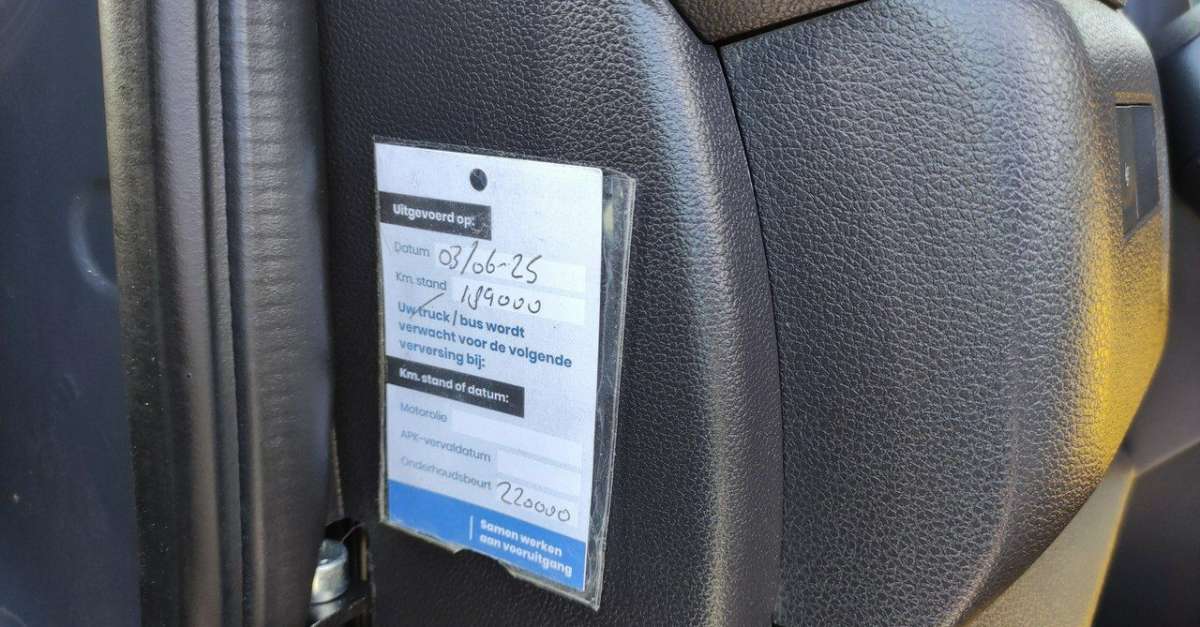 Uitgevoerd op:
Datum 03/06-25
Km. stand 189000
Uw truck / bus wordt
verwacht voor de volgende
verversing bij:
Km. stand of datum:
Motorolie
APK-vervaldatum
Onderhoudsbeurt 220000
Samen werken
aan vooruitgang